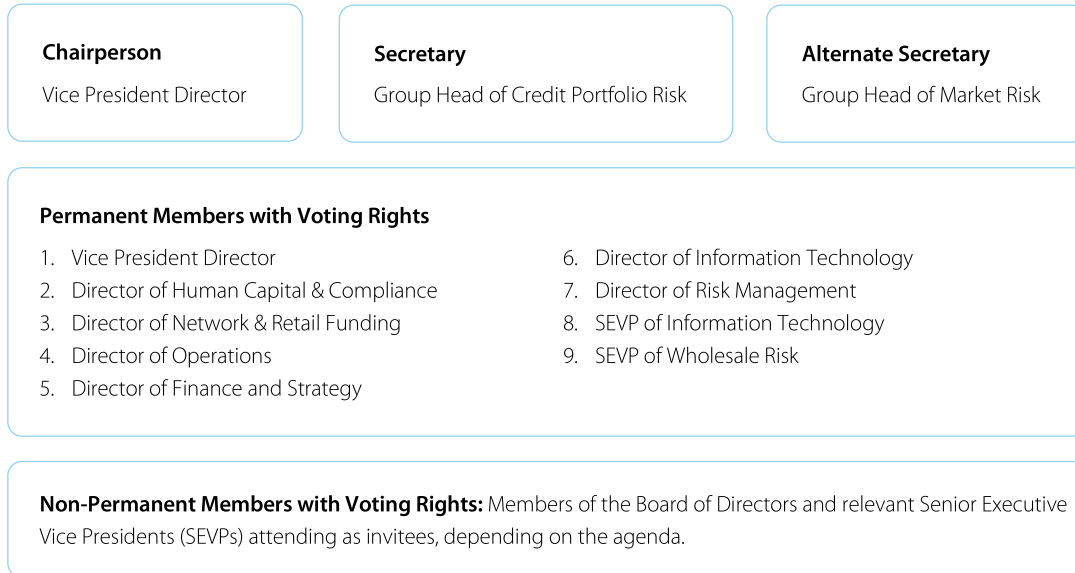 Chairperson
Vice President Director
Secretary
Group Head of Credit Portfolio Risk
Alternate Secretary
Group Head of Market Risk
Permanent Members with Voting Rights
1. Vice President Director
2. Director of Human Capital & Compliance
3. Director of Network & Retail Funding
4. Director of Operations
5. Director of Finance and Strategy
6. Director of Information Technology
7. Director of Risk Management
8. SEVP of Information Technology
9. SEVP of Wholesale Risk
Non-Permanent Members with Voting Rights: Members of the Board of Directors and relevant Senior Executive
Vice Presidents (SEVPs) attending as invitees, depending on the agenda.